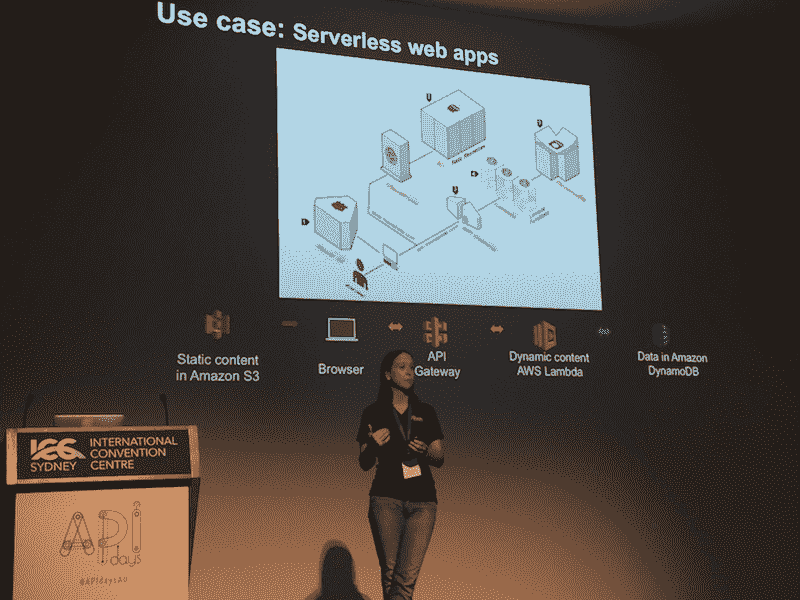 Use case: Serverless web apps
Static content
in Amazon S3
Browser
API
Gateway
Dynamic content
AWS Lambda
Data in Amazon
DynamoDB
ICC
SYDNEY
INTERNATIONAL
CONVENTION
CENTRE
API
days
@APIdaysAU